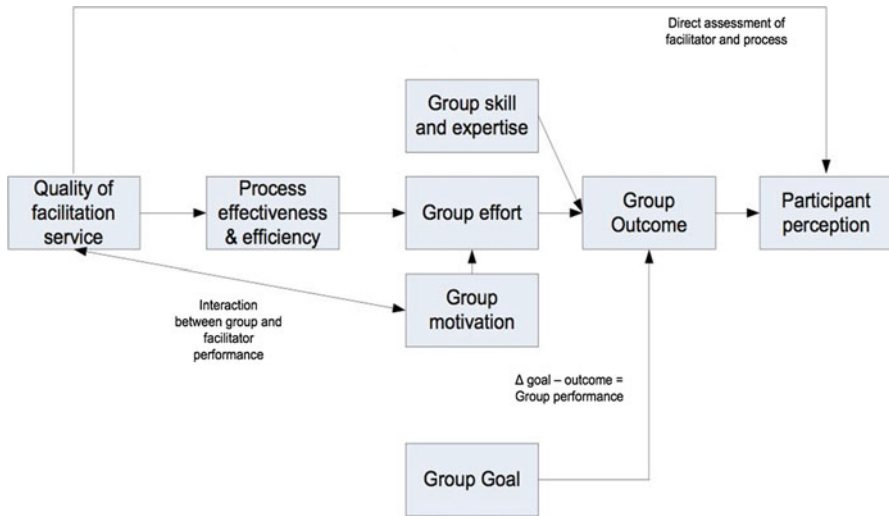 Direct assessment of
facilitator and process
Group skill
and expertise
Quality of
facilitation
service
Process
effectiveness
& efficiency
Group effort
Group
Outcome
Participant
perception
Interaction
between group and
facilitator
performance
Group
motivation
Δ goal – outcome =
Group performance
Group Goal